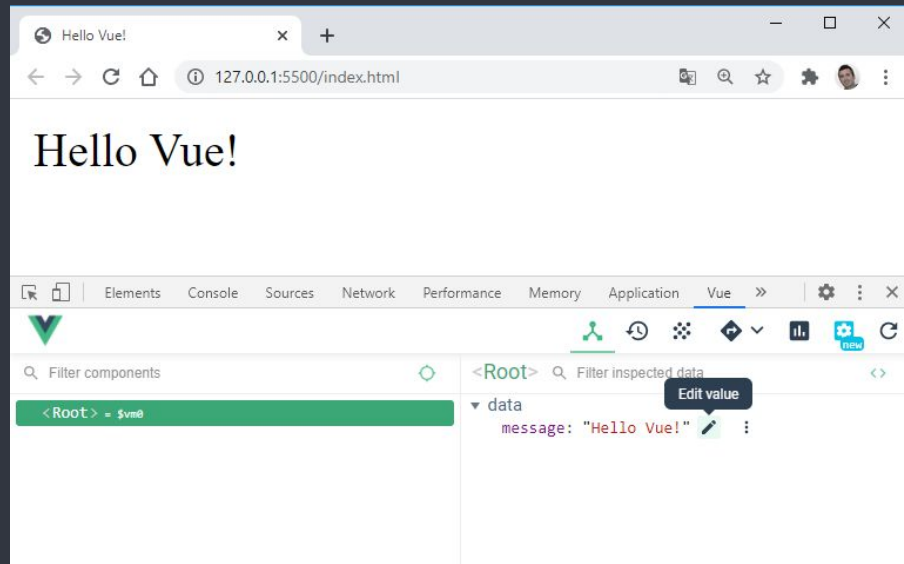 Hello Vue!
127.0.0.1:5500/index.html
Hello Vue!
Elements Console Sources Network Performance Memory Application Vue
new
Filter components
<Root> Filter inspected data
Edit value
<Root> = $vm0
data
message: "Hello Vue!"